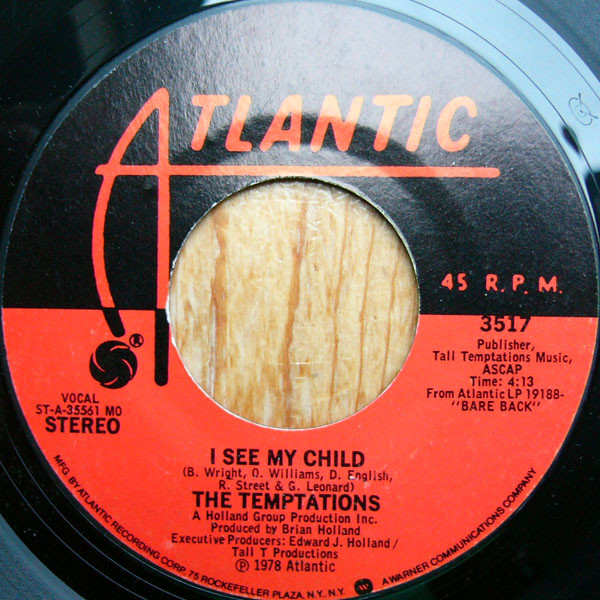 ATLANTIC
45 R. P. M.
3517
Publisher,
Tall Temptations Music,
ASCAP
Time: 4:13
From Atlantic LP 19188-
"BARE BACK"
®
VOCAL
ST-A-35561 MO
STEREO
I SEE MY CHILD
(B. Wright, O. Williams, D. English,
R. Street & G. Leonard)
THE TEMPTATIONS
A Holland Group Production Inc.
Produced by Brian Holland
Executive Producers: Edward J. Holland/
Tall T Productions
℗ 1978 Atlantic
MFG. BY ATLANTIC RECORDING CORP. 75 ROCKEFELLER PLAZA, N.Y., N.Y. W A WARNER COMMUNICATIONS COMPANY